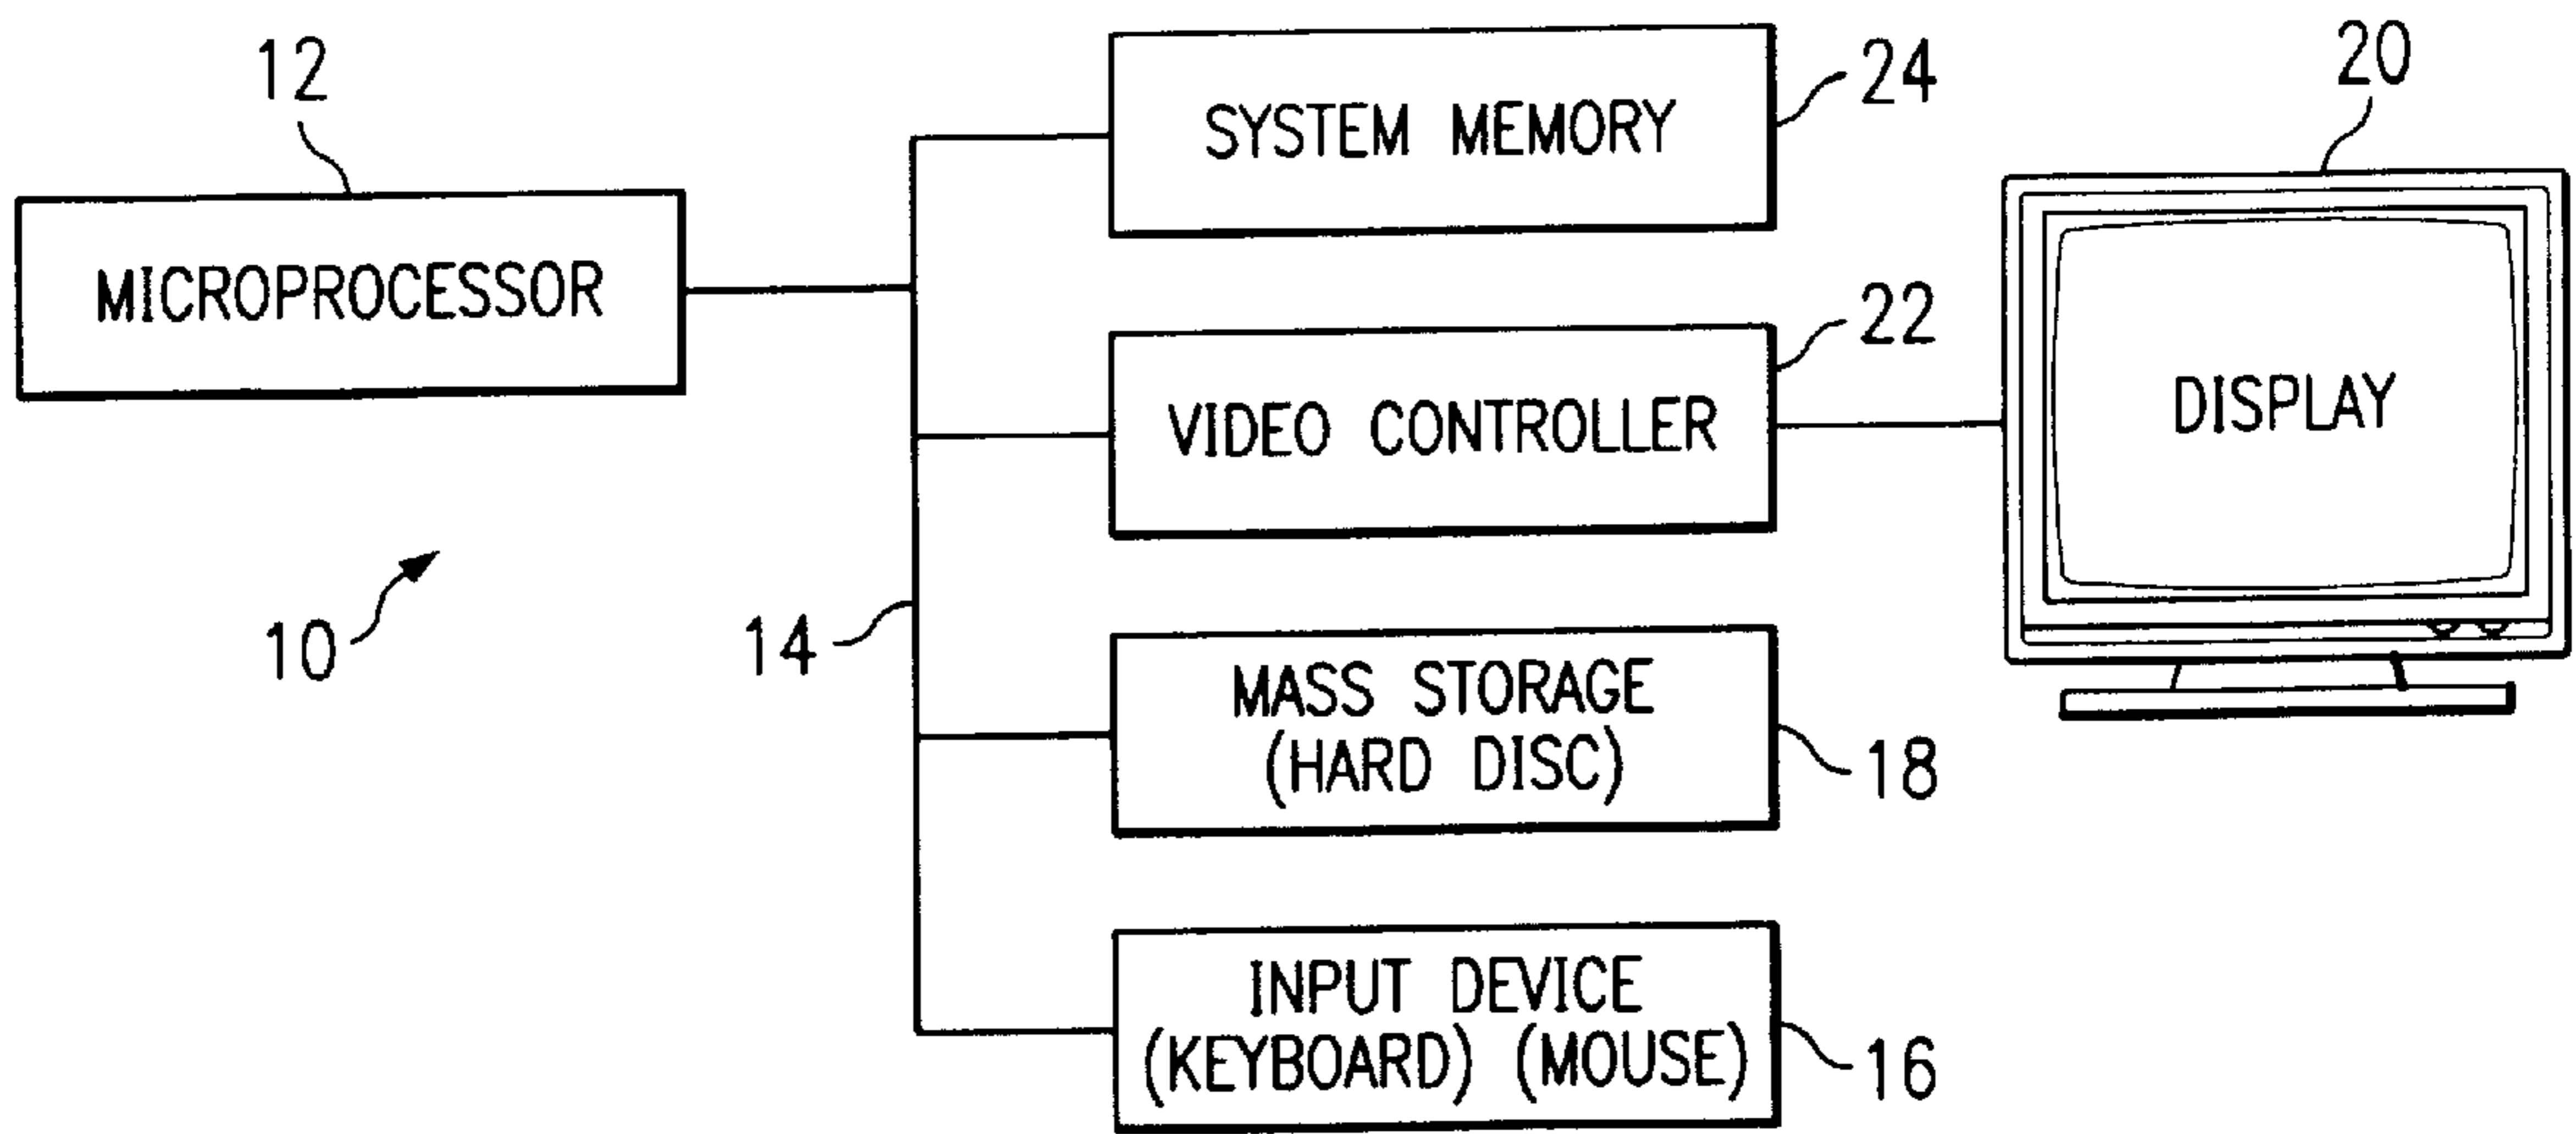 12
MICROPROCESSOR
10
14
SYSTEM MEMORY
24
VIDEO CONTROLLER
22
MASS STORAGE
(HARD DISC)
18
INPUT DEVICE
(KEYBOARD) (MOUSE)
16
20
DISPLAY